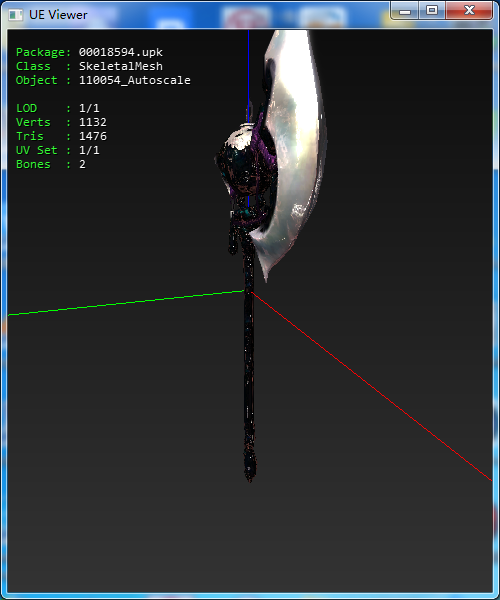 UE Viewer
Package: 00018594.upk
Class : SkeletalMesh
Object : 110054_Autoscale
LOD : 1/1
Verts : 1132
Tris : 1476
UV Set : 1/1
Bones : 2